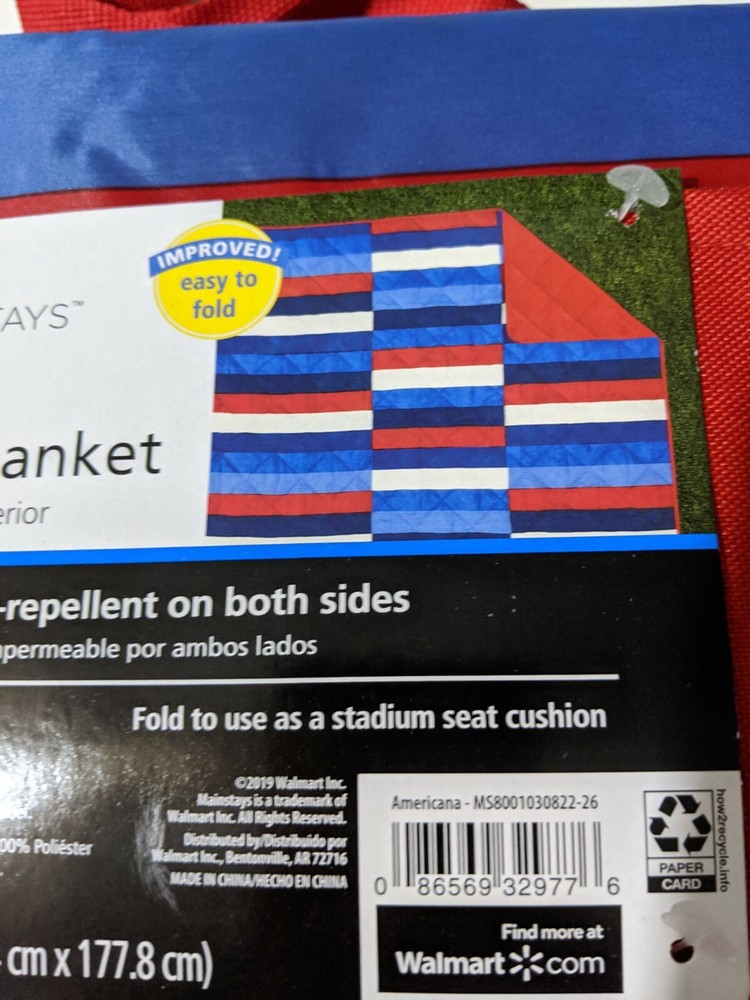 IMPROVED!
easy to
fold
TAYS™
anket
erior
-repellent on both sides
permeable por ambos lados
Fold to use as a stadium seat cushion
©2019 Walmart Inc.
Mainstays is a trademark of
Walmart Inc. All Rights Reserved.
Distributed by/Distribuido por
Walmart Inc., Bentonville, AR 72716
MADE IN CHINA/HECHO EN CHINA
00% Poliéster
cm x 177.8 cm)
Americana - MS8001030822-26
0 86569 32977 6
Find more at
Walmart com
PAPER
CARD
how2recycle.info